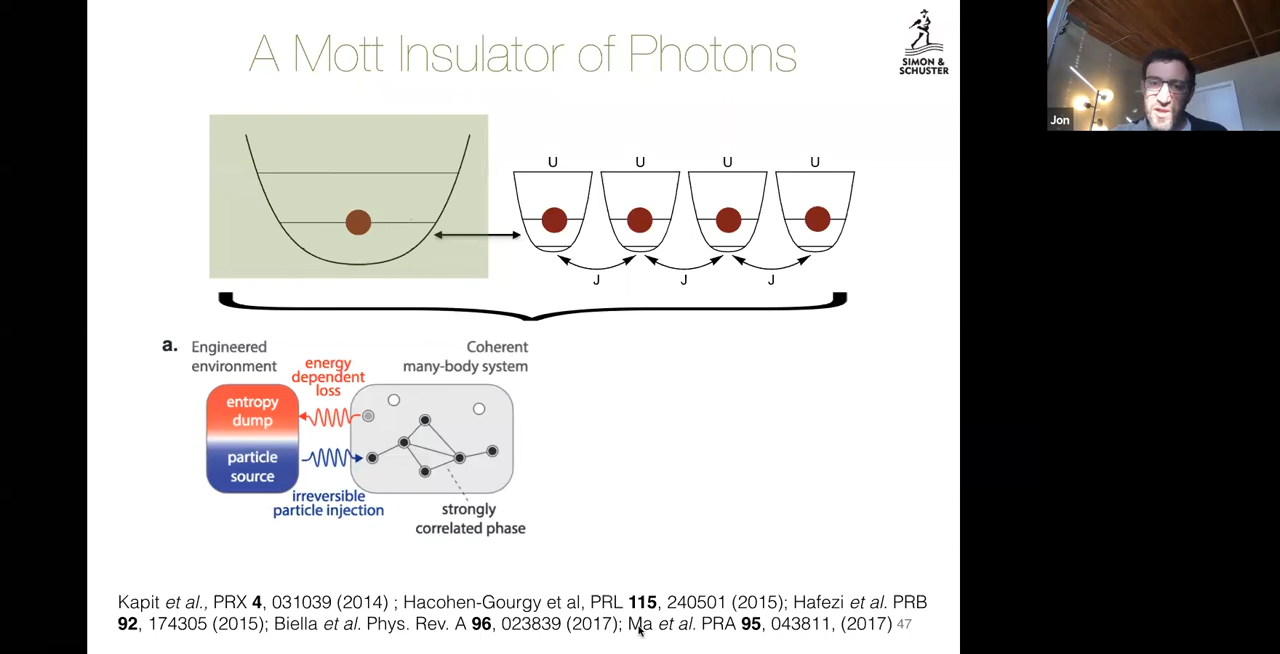 A Mott Insulator of Photons
SIMON &
SCHUSTER
Jon
U U U U
J J J
a.
Engineered
environment
energy
dependent
loss
Coherent
many-body system
entropy
dump
particle
source
irreversible
particle injection
strongly
correlated phase
Kapit et al., PRX 4, 031039 (2014) ; Hacohen-Gourgy et al, PRL 115, 240501 (2015); Hafezi et al. PRB
92, 174305 (2015); Biella et al. Phys. Rev. A 96, 023839 (2017); Ma et al. PRA 95, 043811, (2017) 47